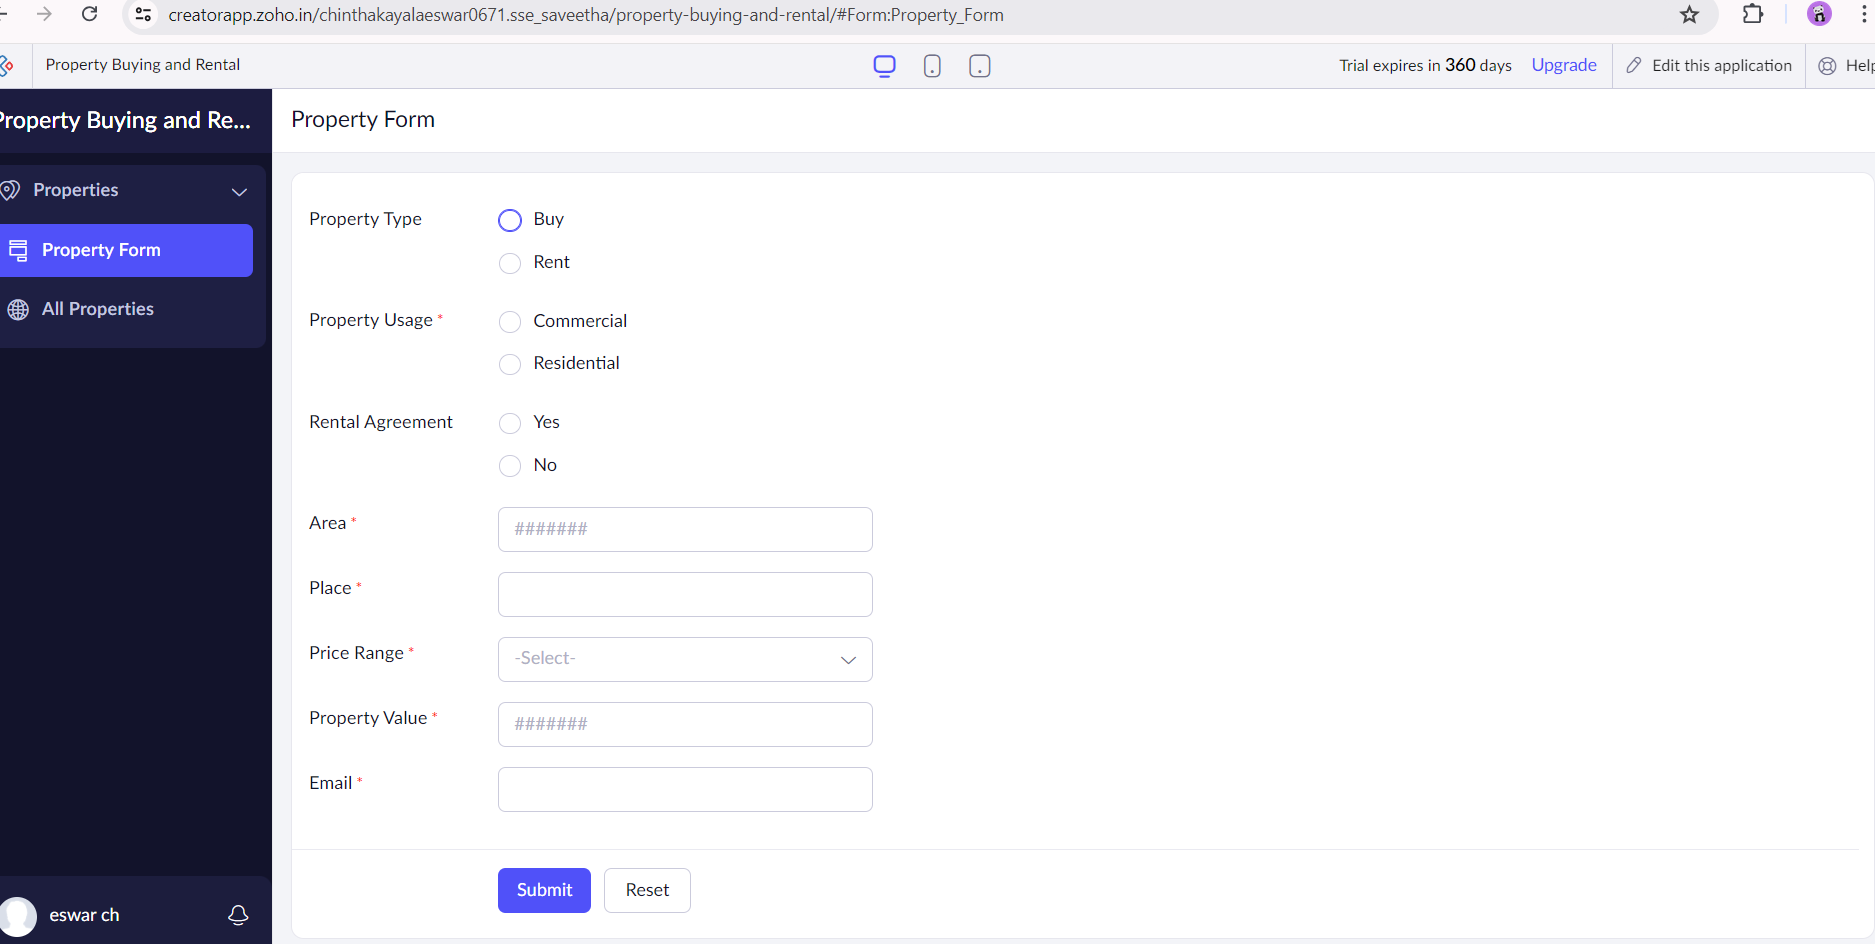 creatorapp.zoho.in/chinthakayalaeswar0671.sse_saveetha/property-buying-and-rental/#Form:Property_Form
Property Buying and Rental
Trial expires in 360 days Upgrade Edit this application Help
Property Buying and Re...
Property Form
Properties
Property Form
All Properties
Property Type
Buy
Rent
Property Usage *
Commercial
Residential
Rental Agreement
Yes
No
Area *
#######
Place *
Price Range *
-Select-
Property Value *
#######
Email *
Submit Reset
eswar ch